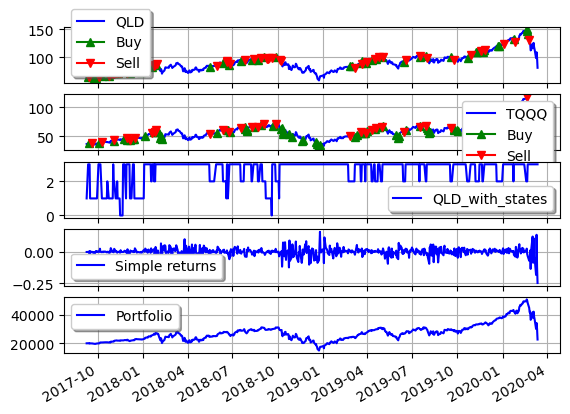 150
100
QLD
Buy
Sell
100
50
TQQQ
Buy
Sell
2
0
QLD_with_states
0.00
−0.25
Simple returns
40000
20000
Portfolio
2017-10
2018-01
2018-04
2018-07
2018-10
2019-01
2019-04
2019-07
2019-10
2020-01
2020-04